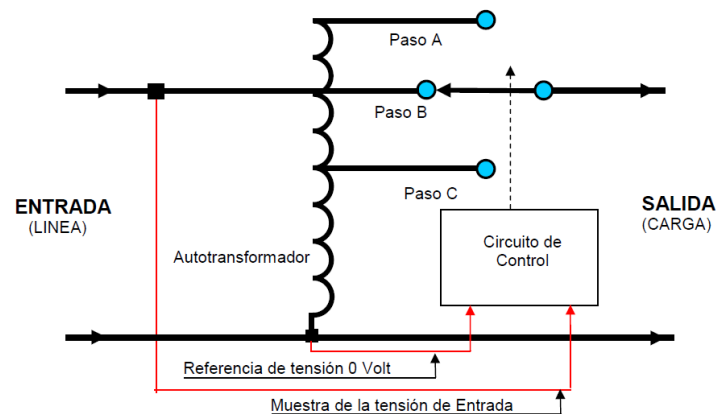 Paso A
Paso B
Paso C
ENTRADA
(LINEA)
SALIDA
(CARGA)
Autotransformador
Circuito de
Control
Referencia de tensión 0 Volt
Muestra de la tensión de Entrada